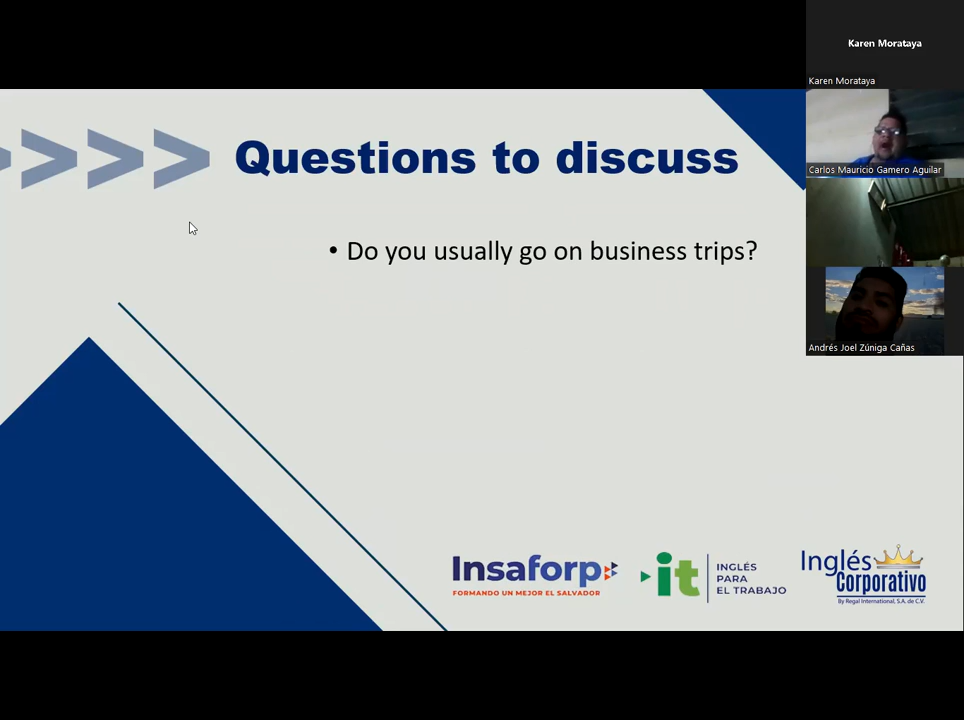 Karen Morataya
Karen Morataya
Carlos Mauricio Gamero Aguilar
Andrés Joel Zúniga Cañas
Questions to discuss
• Do you usually go on business trips?
Insaforp
FORMANDO UN MEJOR EL SALVADOR
it
INGLÉS
PARA
EL TRABAJO
Inglés
Corporativo
By Regal International, S.A. de C.V.